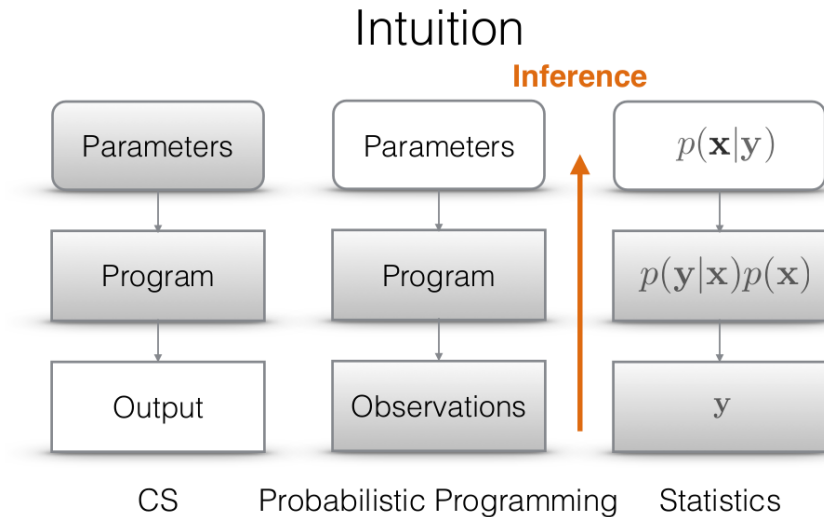 Intuition
Inference
Parameters
Program
Output
CS
Parameters
Program
Observations
Probabilistic Programming
p(x|y)
p(y|x)p(x)
y
Statistics